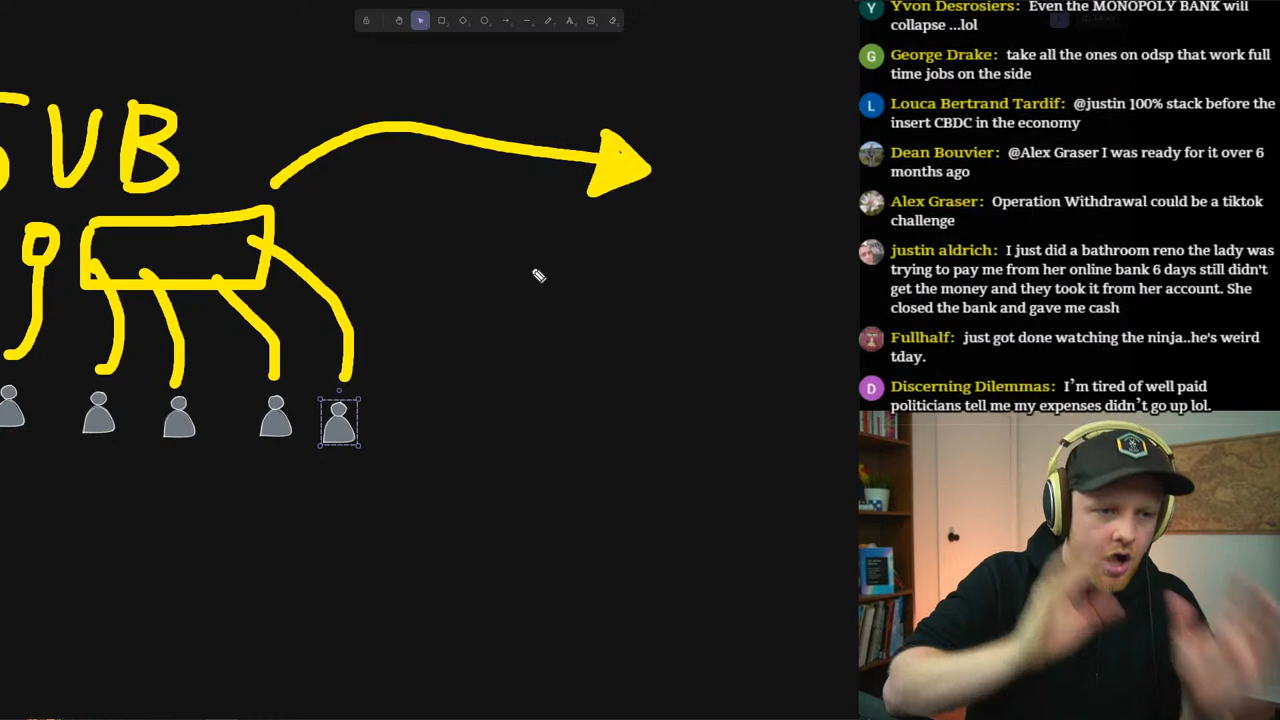 SUB
Yvon Desrosiers: Even the MONOPOLY BANK will
collapse ...lol
George Drake: take all the ones on odsp that work full
time jobs on the side
Louca Bertrand Tardif: @justin 100% stack before the
insert CBDC in the economy
Dean Bouvier: @Alex Graser I was ready for it over 6
months ago
Alex Graser: Operation Withdrawal could be a tiktok
challenge
justin aldrich: I just did a bathroom reno the lady was
trying to pay me from her online bank 6 days still didn't
get the money and they took it from her account. She
closed the bank and gave me cash
Fullhalf: just got done watching the ninja..he's weird
tday.
Discerning Dilemmas: I’m tired of well paid
politicians tell me my expenses didn’t go up lol.